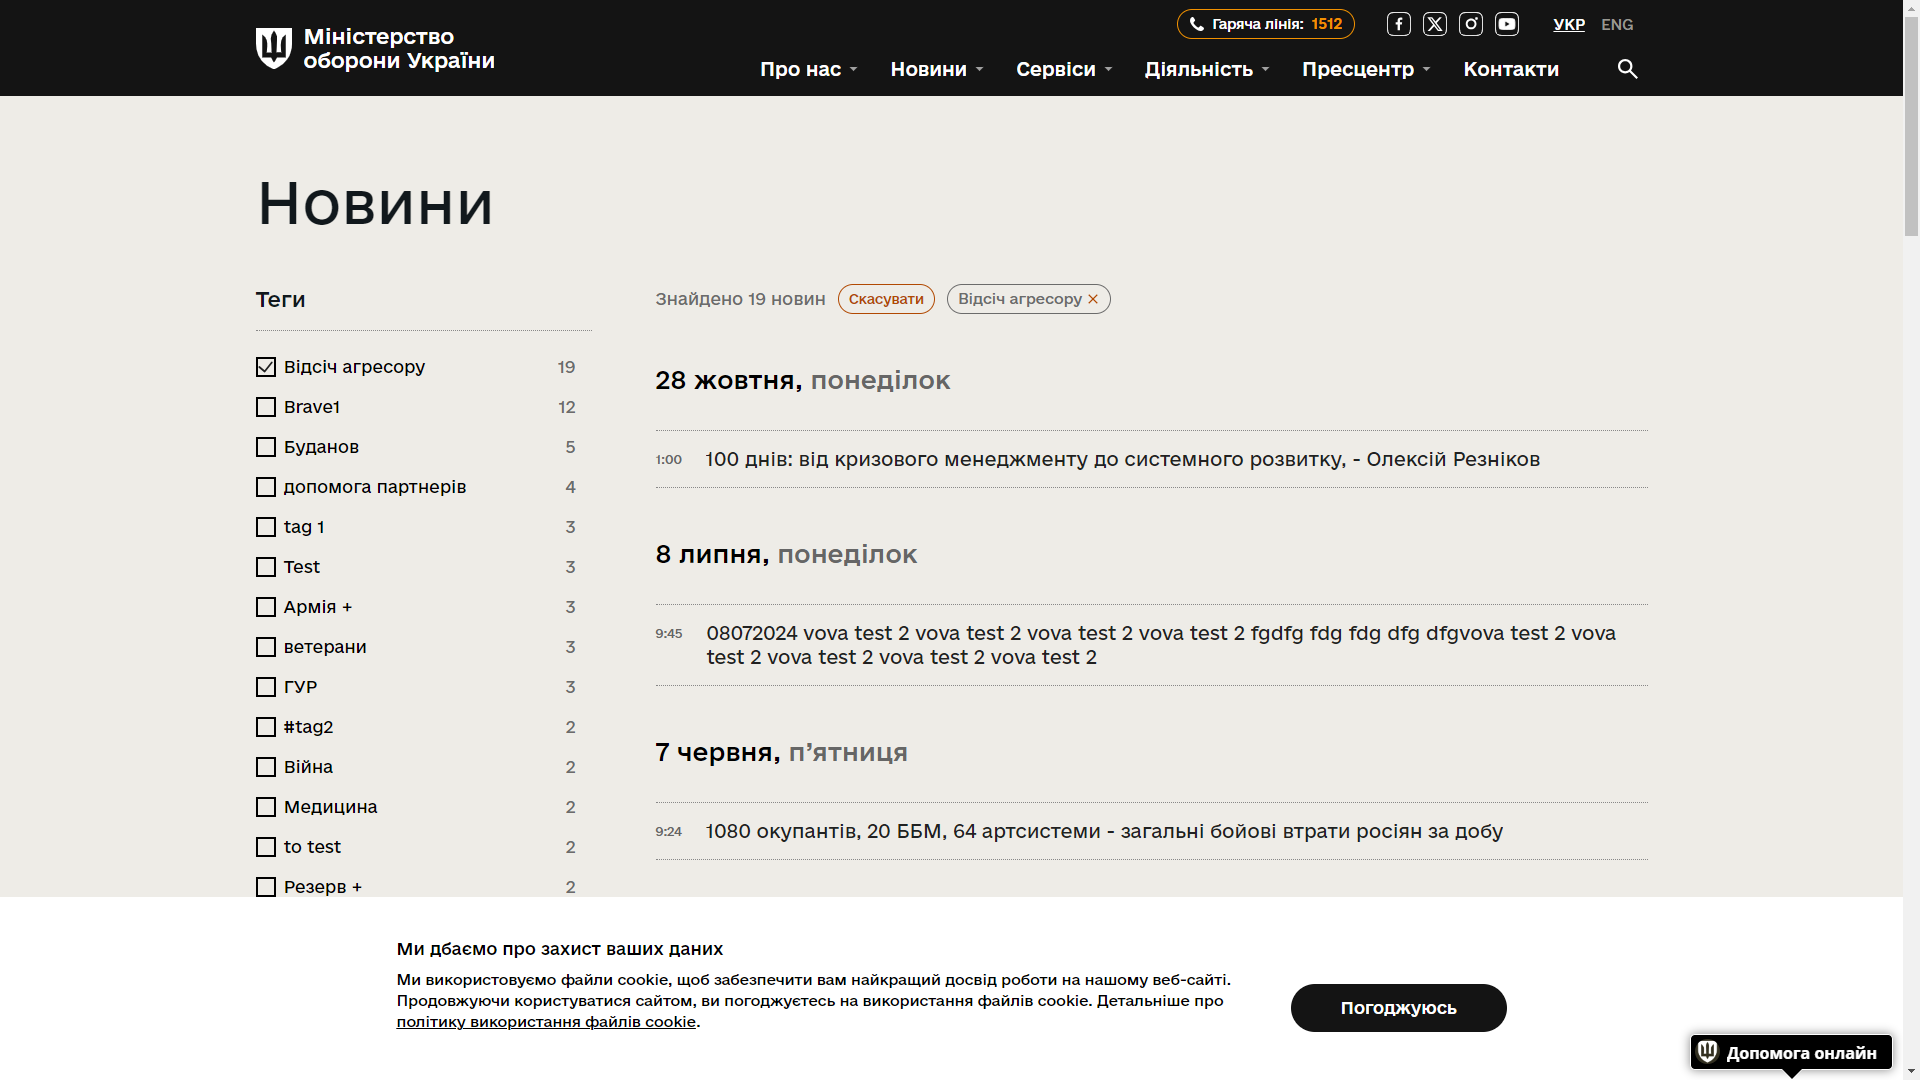 Міністерство
оборони України
Гаряча лінія: 1512
УКР ENG
Про нас Новини Сервіси Діяльність Пресцентр Контакти
Новини
Теги
Відсіч агресору 19
Brave1 12
Буданов 5
допомога партнерів 4
tag 1 3
Test 3
Армія + 3
ветерани 3
ГУР 3
#tag2 2
Війна 2
Медицина 2
to test 2
Резерв + 2
Знайдено 19 новин Скасувати Відсіч агресору
28 жовтня, понеділок
1:00 100 днів: від кризового менеджменту до системного розвитку, - Олексій Резніков
8 липня, понеділок
9:45 08072024 vova test 2 vova test 2 vova test 2 vova test 2 fgdfg fdg fdg dfg dfgvova test 2 vova
test 2 vova test 2 vova test 2 vova test 2
7 червня, п’ятниця
9:24 1080 окупантів, 20 ББМ, 64 артсистеми - загальні бойові втрати росіян за добу
Ми дбаємо про захист ваших даних
Ми використовуємо файли cookie, щоб забезпечити вам найкращий досвід роботи на нашому веб-сайті.
Продовжуючи користуватися сайтом, ви погоджуєтесь на використання файлів cookie. Детальніше про
політику використання файлів cookie.
Погоджуюсь
Допомога онлайн